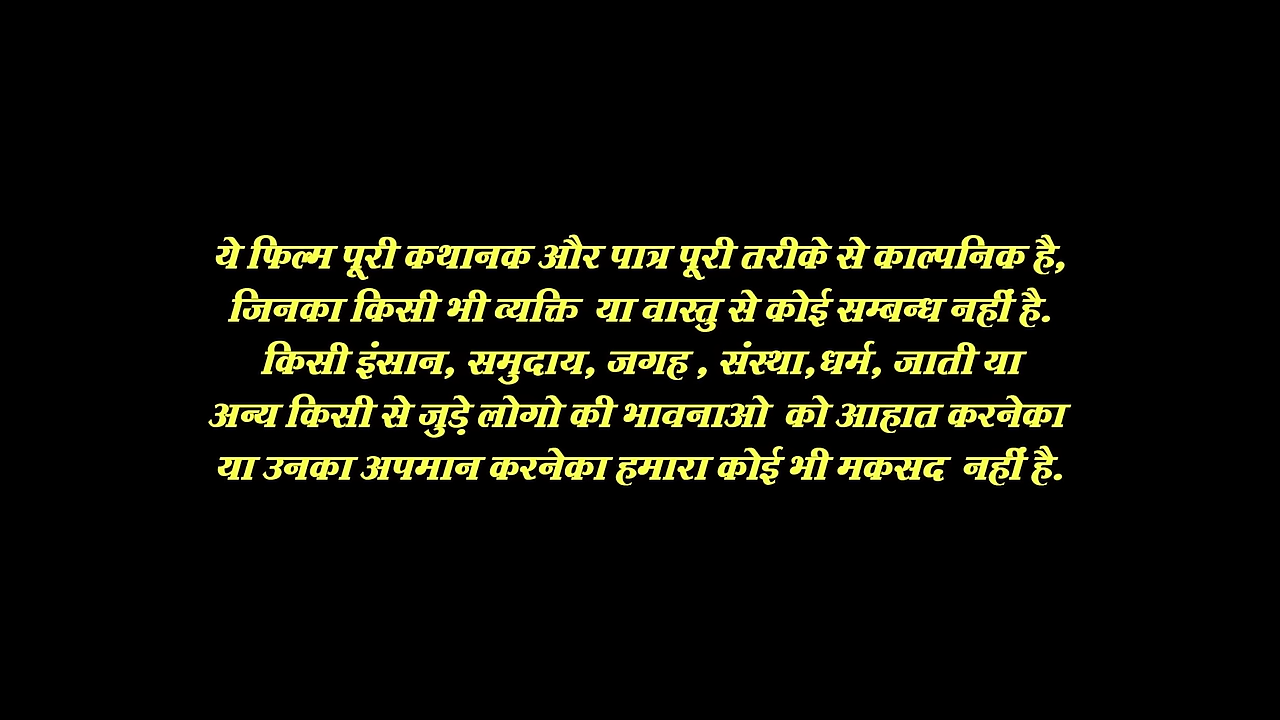 ये फिल्म पूरी कथानक और पात्र पूरी तरीके से काल्पनिक है,
जिनका किसी भी व्यक्ति या वास्तु से कोई सम्बन्ध नहीं है.
किसी इंसान, समुदाय, जगह , संस्था,धर्म, जाती या
अन्य किसी से जुड़े लोगो की भावनाओ को आहात करनेका
या उनका अपमान करनेका हमारा कोई भी मकसद नहीं है.